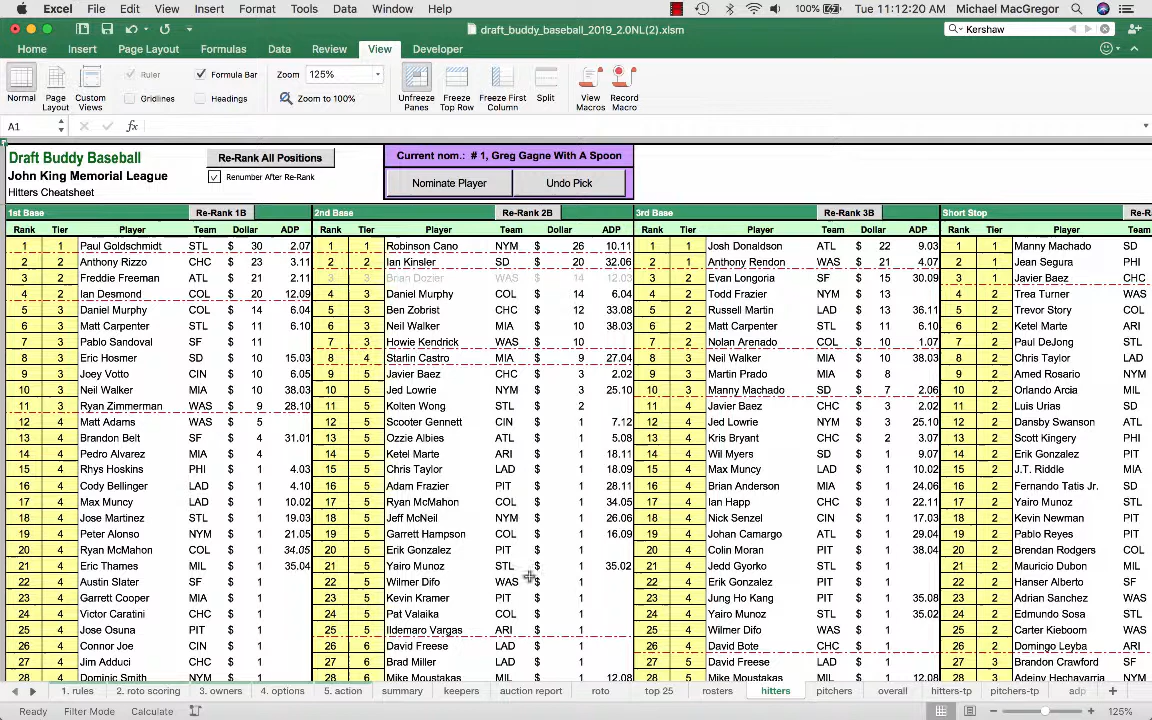 Excel File Edit View Insert Format Tools Data Window Help 100% Tue 11:12:20 AM Michael MacGregor
draft_buddy_baseball_2019_2.0NL(2).xlsm Kershaw
Home Insert Page Layout Formulas Data Review View Developer
Normal Page Layout Custom Views Ruler Formula Bar Gridlines Headings Zoom 125% Zoom to 100% Unfreeze Panes Freeze Top Row Freeze First Column Split View Macros Record Macro
A1 fx
Draft Buddy Baseball Re-Rank All Positions Current nom.: # 1, Greg Gagne With A Spoon
John King Memorial League Renumber After Re-Rank Nominate Player Undo Pick
Hitters Cheatsheet
1st Base Re-Rank 1B 2nd Base Re-Rank 2B 3rd Base Re-Rank 3B Short Stop Re-R
Rank Tier Player Team Dollar ADP Rank Tier Player Team Dollar ADP Rank Tier Player Team Dollar ADP Rank Tier Player Team
1 1 Paul Goldschmidt STL $ 30 2.07 1 1 Robinson Cano NYM $ 26 10.11 1 1 Josh Donaldson ATL $ 22 9.03 1 1 Manny Machado SD
2 1 Anthony Rizzo CHC $ 23 3.11 2 2 Ian Kinsler SD $ 20 32.06 2 1 Anthony Rendon WAS $ 21 4.07 2 1 Jean Segura PHI
3 2 Freddie Freeman ATL $ 21 2.11 3 3 Brian Dozier WAS $ 14 12.03 3 2 Evan Longoria SF $ 15 30.09 3 1 Javier Baez CHC
4 2 Ian Desmond COL $ 20 12.09 4 3 Daniel Murphy COL $ 14 6.04 4 2 Todd Frazier NYM $ 13 4 2 Trea Turner WAS
5 3 Daniel Murphy COL $ 14 6.04 5 3 Ben Zobrist CHC $ 12 33.08 5 2 Russell Martin LAD $ 13 36.11 5 2 Trevor Story COL
6 3 Matt Carpenter STL $ 11 6.10 6 3 Neil Walker MIA $ 10 38.03 6 2 Matt Carpenter STL $ 11 6.10 6 2 Ketel Marte ARI
7 3 Pablo Sandoval SF $ 11 7 3 Howie Kendrick WAS $ 10 7 2 Nolan Arenado COL $ 10 1.07 7 2 Paul DeJong STL
8 3 Eric Hosmer SD $ 10 15.03 8 4 Starlin Castro MIA $ 9 27.04 8 3 Neil Walker MIA $ 10 38.03 8 2 Chris Taylor LAD
9 3 Joey Votto CIN $ 10 6.05 9 5 Javier Baez CHC $ 3 2.02 9 3 Martin Prado MIA $ 8 9 2 Amed Rosario NYM
10 3 Neil Walker MIA $ 10 38.03 10 5 Jed Lowrie NYM $ 3 25.10 10 3 Manny Machado SD $ 7 2.06 10 2 Orlando Arcia MIL
11 3 Ryan Zimmerman WAS $ 9 28.10 11 5 Kolten Wong STL $ 2 11 4 Javier Baez CHC $ 3 2.02 11 2 Luis Urias SD
12 4 Matt Adams WAS $ 5 12 5 Scooter Gennett CIN $ 1 7.12 12 4 Jed Lowrie NYM $ 3 25.10 12 2 Dansby Swanson ATL
13 4 Brandon Belt SF $ 4 31.01 13 5 Ozzie Albies ATL $ 1 5.08 13 4 Kris Bryant CHC $ 2 3.07 13 2 Scott Kingery PHI
14 4 Pedro Alvarez MIA $ 4 14 5 Ketel Marte ARI $ 1 18.11 14 4 Wil Myers SD $ 1 9.07 14 2 Erik Gonzalez PIT
15 4 Rhys Hoskins PHI $ 1 4.03 15 5 Chris Taylor LAD $ 1 18.09 15 4 Max Muncy LAD $ 1 10.02 15 2 J.T. Riddle MIA
16 4 Cody Bellinger LAD $ 1 4.10 16 5 Adam Frazier PIT $ 1 28.11 16 4 Brian Anderson MIA $ 1 24.03 16 2 Fernando Tatis Jr. SD
17 4 Max Muncy LAD $ 1 10.02 17 5 Ryan McMahon COL $ 1 34.05 17 4 Ian Happ CHC $ 1 22.11 17 2 Yairo Munoz STL
18 4 Jose Martinez STL $ 1 19.03 18 5 Jeff McNeil NYM $ 1 26.06 18 4 Nick Senzel CIN $ 1 17.03 18 2 Kevin Newman PIT
19 4 Peter Alonso NYM $ 1 21.05 19 5 Garrett Hampson COL $ 1 16.09 19 4 Johan Camargo ATL $ 1 29.04 19 2 Pablo Reyes PIT
20 4 Ryan McMahon COL $ 1 34.05 20 5 Erik Gonzalez PIT $ 1 20 4 Colin Moran PIT $ 1 38.04 20 2 Brendan Rodgers COL
21 4 Eric Thames MIL $ 1 35.04 21 5 Yairo Munoz STL $ 1 35.02 21 4 Jedd Gyorko STL $ 1 21 2 Mauricio Dubon MIL
22 4 Austin Slater SF $ 1 22 5 Wilmer Difo WAS $ 1 22 4 Erik Gonzalez PIT $ 1 22 2 Hanser Alberto SF
23 4 Garrett Cooper MIA $ 1 23 5 Kevin Kramer PIT $ 1 23 4 Jung Ho Kang PIT $ 1 35.08 23 2 Adrian Sanchez WAS
24 4 Victor Caratini CHC $ 1 24 5 Pat Valaika COL $ 1 24 4 Yairo Munoz STL $ 1 35.02 24 2 Edmundo Sosa STL
25 4 Jose Osuna PIT $ 1 25 5 Ildemaro Vargas ARI $ 1 25 4 Wilmer Difo WAS $ 1 25 2 Carter Kieboom WAS
26 4 Connor Joe CIN $ 1 26 6 David Freese LAD $ 1 26 4 David Bote CHC $ 1 26 2 Domingo Leyba ARI
27 4 Jim Adduci CHC $ 1 27 6 Brad Miller LAD $ 1 27 5 David Freese LAD $ 1 27 3 Brandon Crawford SF
28 4 Dominic Smith NYM $ 1 28 6 Mike Moustakas MIL $ 1 12.08 28 5 Mike Moustakas MIL $ 1 12.08 28 3 Adeiny Hechavarria NYM
1. rules 2. roto scoring 3. owners 4. options 5. action summary keepers auction report roto top 25 rosters hitters pitchers overall hitters-tp pitchers-tp adp
Ready Filter Mode Calculate 125%